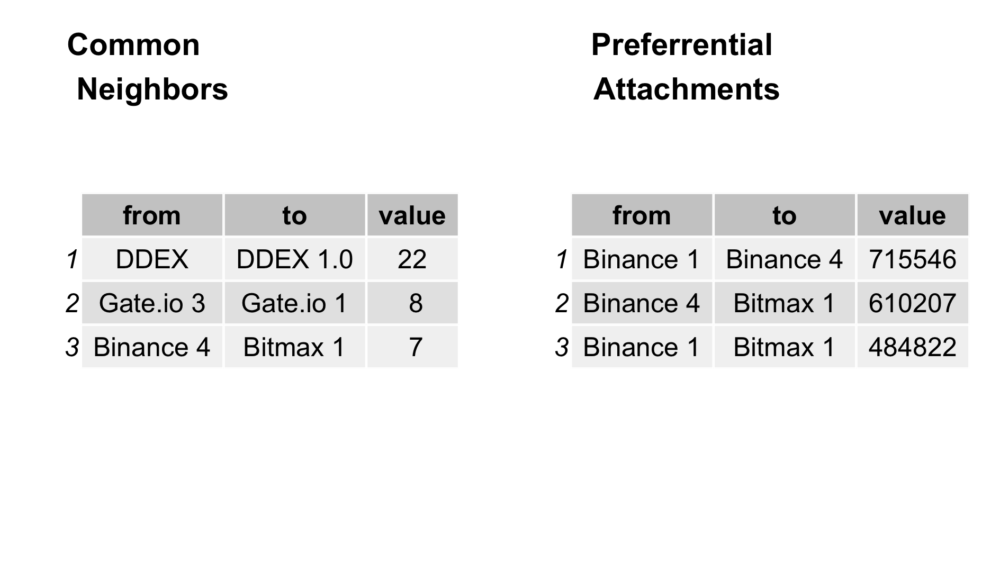 Common
Neighbors
from to value
1 DDEX DDEX 1.0 22
2 Gate.io 3 Gate.io 1 8
3 Binance 4 Bitmax 1 7
Preferrential
Attachments
from to value
1 Binance 1 Binance 4 715546
2 Binance 4 Bitmax 1 610207
3 Binance 1 Bitmax 1 484822